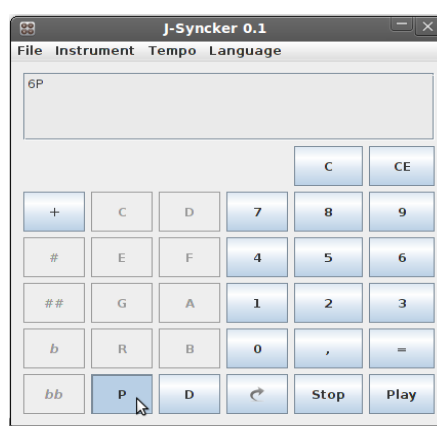 J-Syncker 0.1
File Instrument Tempo Language
6P
C CE
+ C D 7 8 9
# E F 4 5 6
## G A 1 2 3
b R B 0 , =
bb P D Stop Play